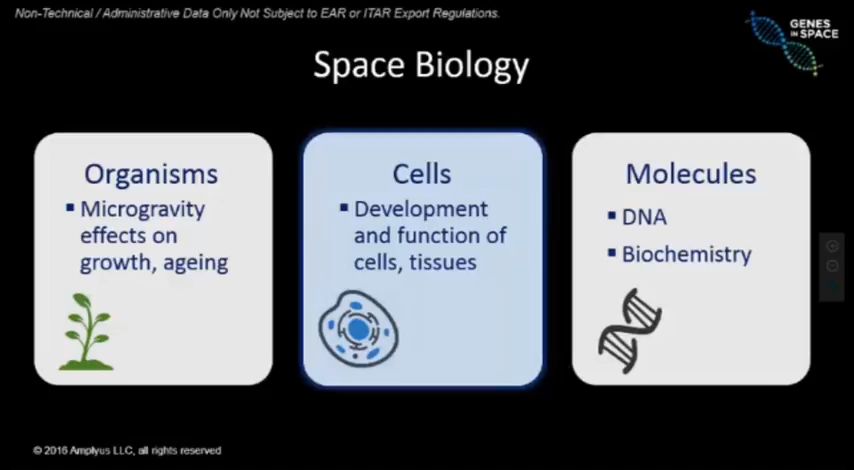 Non-Technical / Administrative Data Only Not Subject to EAR or ITAR Export Regulations.
GENES
IN SPACE
Space Biology
Organisms
▪ Microgravity
effects on
growth, ageing
Cells
▪ Development
and function of
cells, tissues
Molecules
▪ DNA
▪ Biochemistry
© 2016 Amplyus LLC, all rights reserved